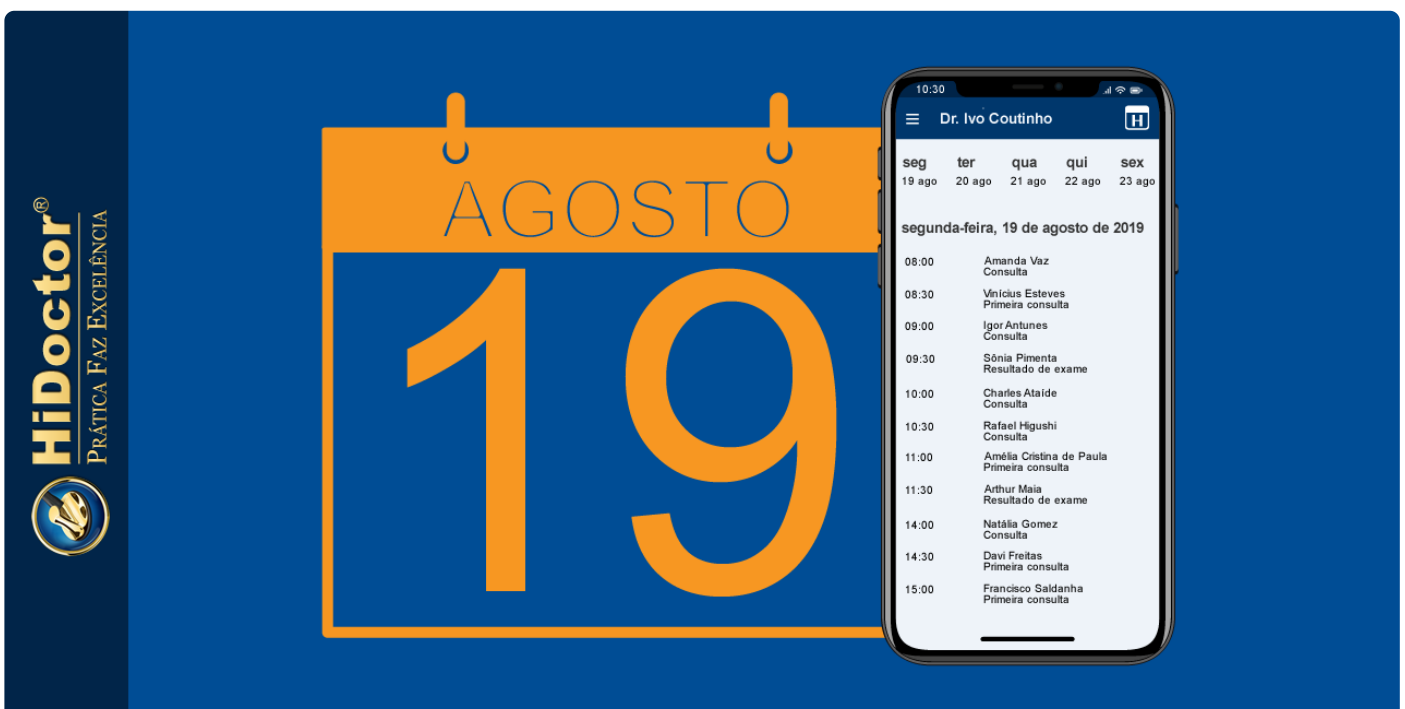 HiDoctor®
PRÁTICA FAZ EXCELÊNCIA
AGOSTO
19
10:30
Dr. Ivo Coutinho
H
seg ter qua qui sex
19 ago 20 ago 21 ago 22 ago 23 ago
segunda-feira, 19 de agosto de 2019
08:00 Amanda Vaz
Consulta
08:30 Vinícius Esteves
Primeira consulta
09:00 Igor Antunes
Consulta
09:30 Sônia Pimenta
Resultado de exame
10:00 Charles Ataíde
Consulta
10:30 Rafael Higushi
Consulta
11:00 Amélia Cristina de Paula
Primeira consulta
11:30 Arthur Maia
Resultado de exame
14:00 Natália Gomez
Consulta
14:30 Davi Freitas
Primeira consulta
15:00 Francisco Saldanha
Primeira consulta